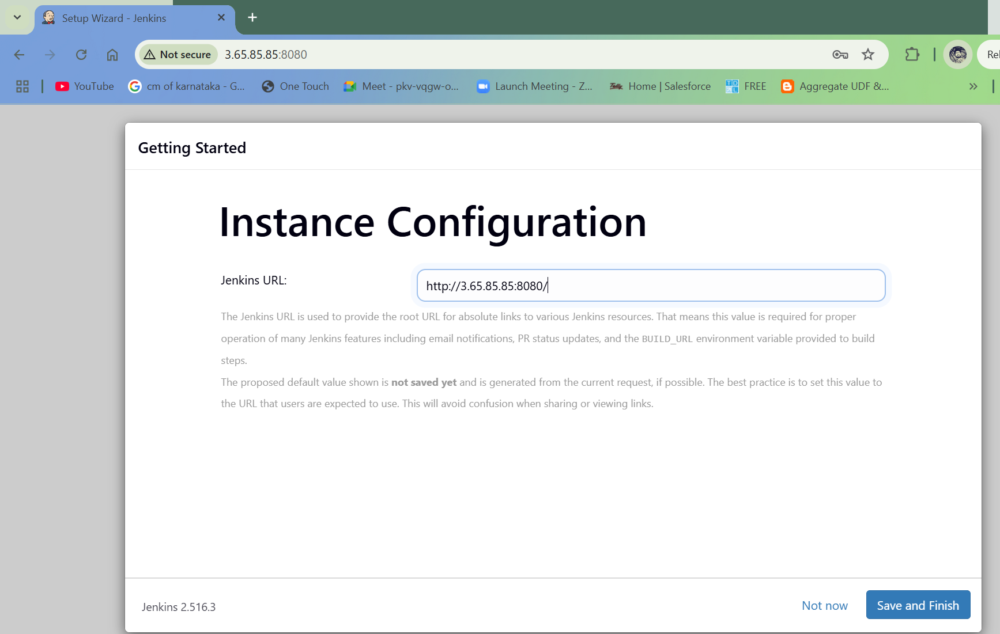 Setup Wizard - Jenkins
Not secure 3.65.85.85:8080
Rel
YouTube cm of karnataka - G... One Touch Meet - pkv-vqgw-o... Launch Meeting - Z... Home | Salesforce FREE Aggregate UDF &...
Getting Started
Instance Configuration
Jenkins URL: http://3.65.85.85:8080/
The Jenkins URL is used to provide the root URL for absolute links to various Jenkins resources. That means this value is required for proper
operation of many Jenkins features including email notifications, PR status updates, and the BUILD_URL environment variable provided to build
steps.
The proposed default value shown is not saved yet and is generated from the current request, if possible. The best practice is to set this value to
the URL that users are expected to use. This will avoid confusion when sharing or viewing links.
Jenkins 2.516.3
Not now
Save and Finish